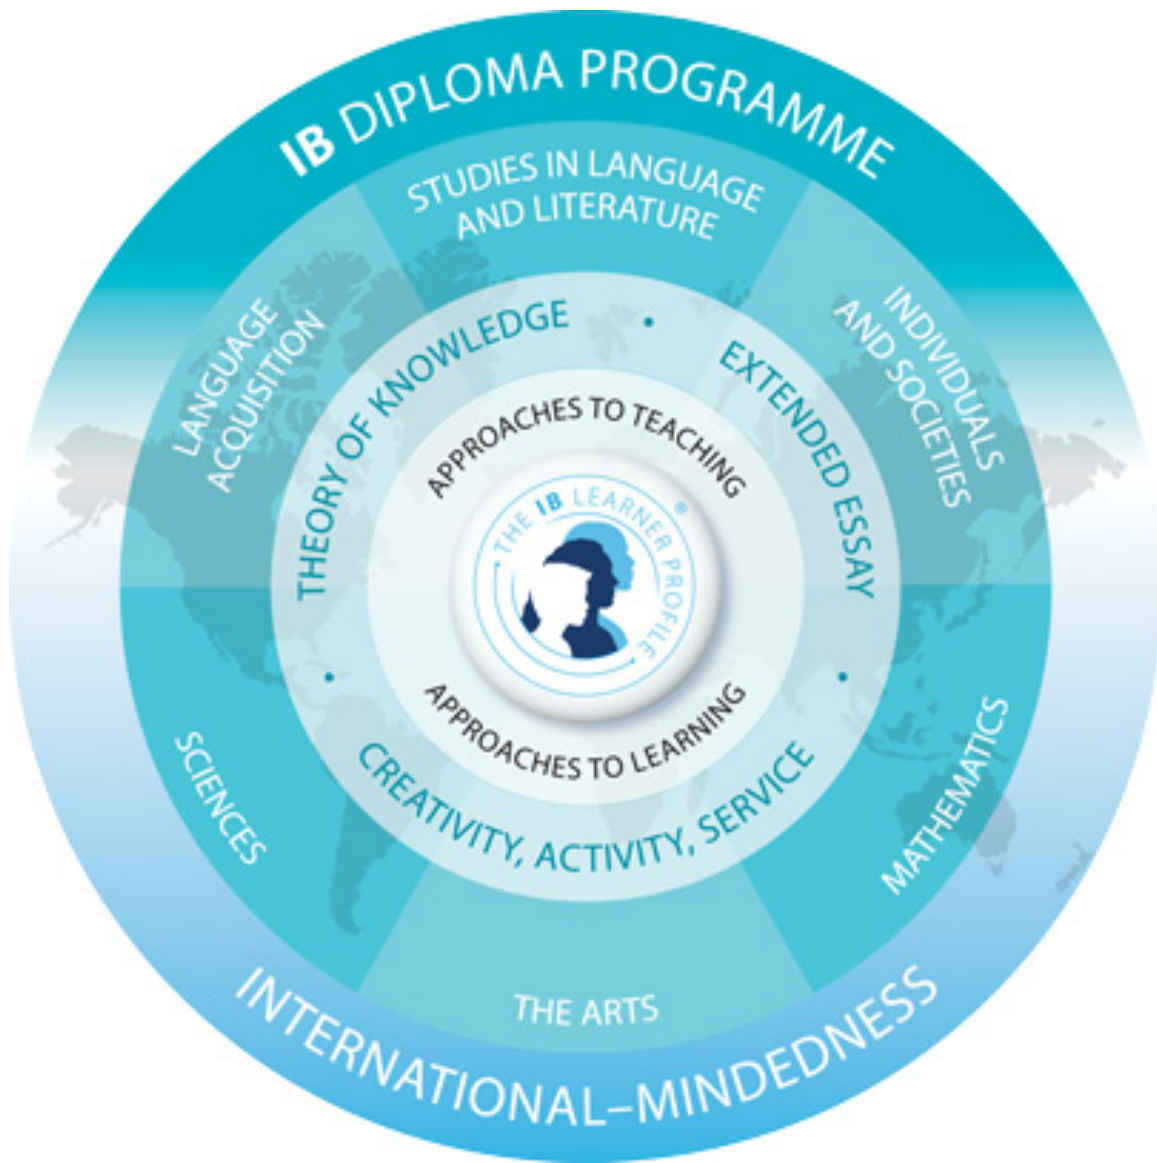 IB DIPLOMA PROGRAMME
STUDIES IN LANGUAGE
AND LITERATURE
LANGUAGE
ACQUISITION
INDIVIDUALS
AND SOCIETIES
THEORY OF KNOWLEDGE
•
EXTENDED ESSAY
APPROACHES TO TEACHING
THE IB LEARNER PROFILE®
APPROACHES TO LEARNING
•
CREATIVITY, ACTIVITY, SERVICE
•
SCIENCES
MATHEMATICS
THE ARTS
INTERNATIONAL–MINDEDNESS